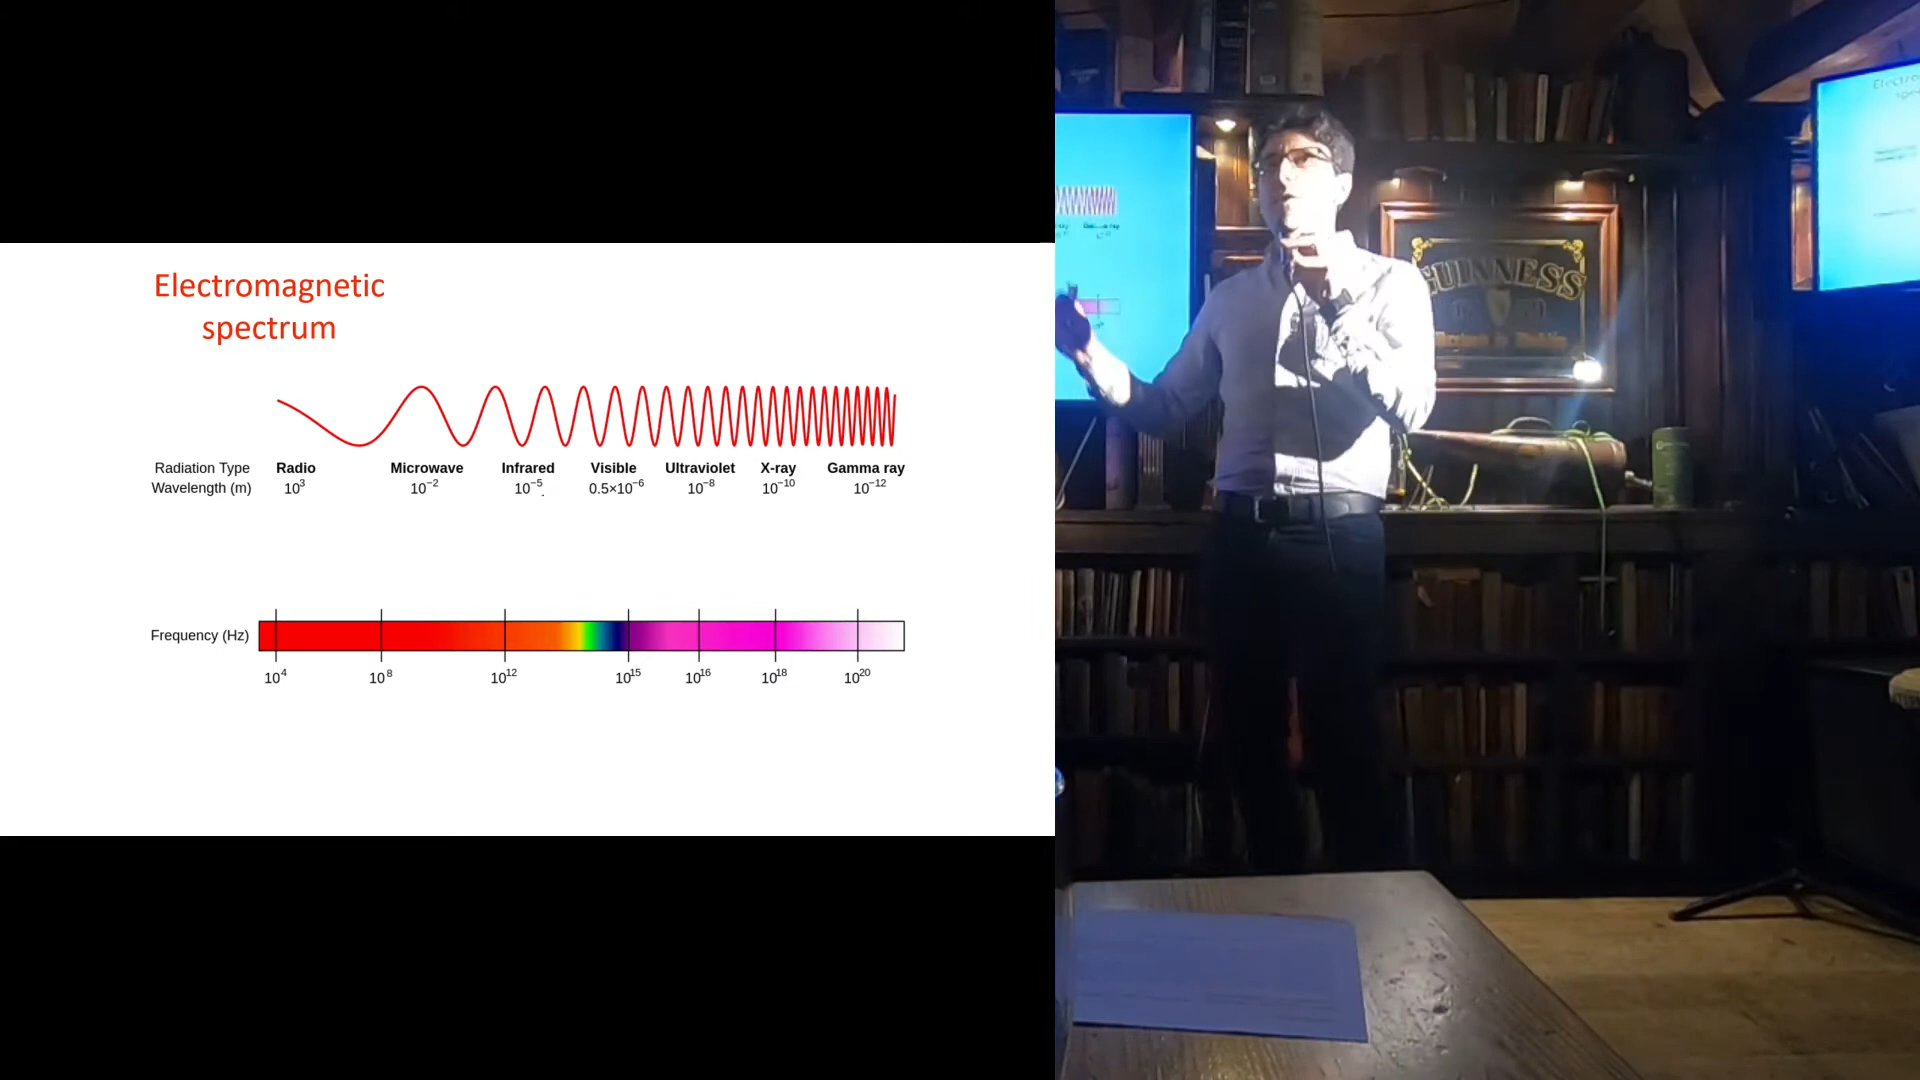 Electromagnetic
spectrum
Radiation Type Radio Microwave Infrared Visible Ultraviolet X-ray Gamma ray
Wavelength (m) 10³ 10⁻² 10⁻⁵ 0.5×10⁻⁶ 10⁻⁸ 10⁻¹⁰ 10⁻¹²
Frequency (Hz)
10⁴ 10⁸ 10¹² 10¹⁵ 10¹⁶ 10¹⁸ 10²⁰
GUINNESS